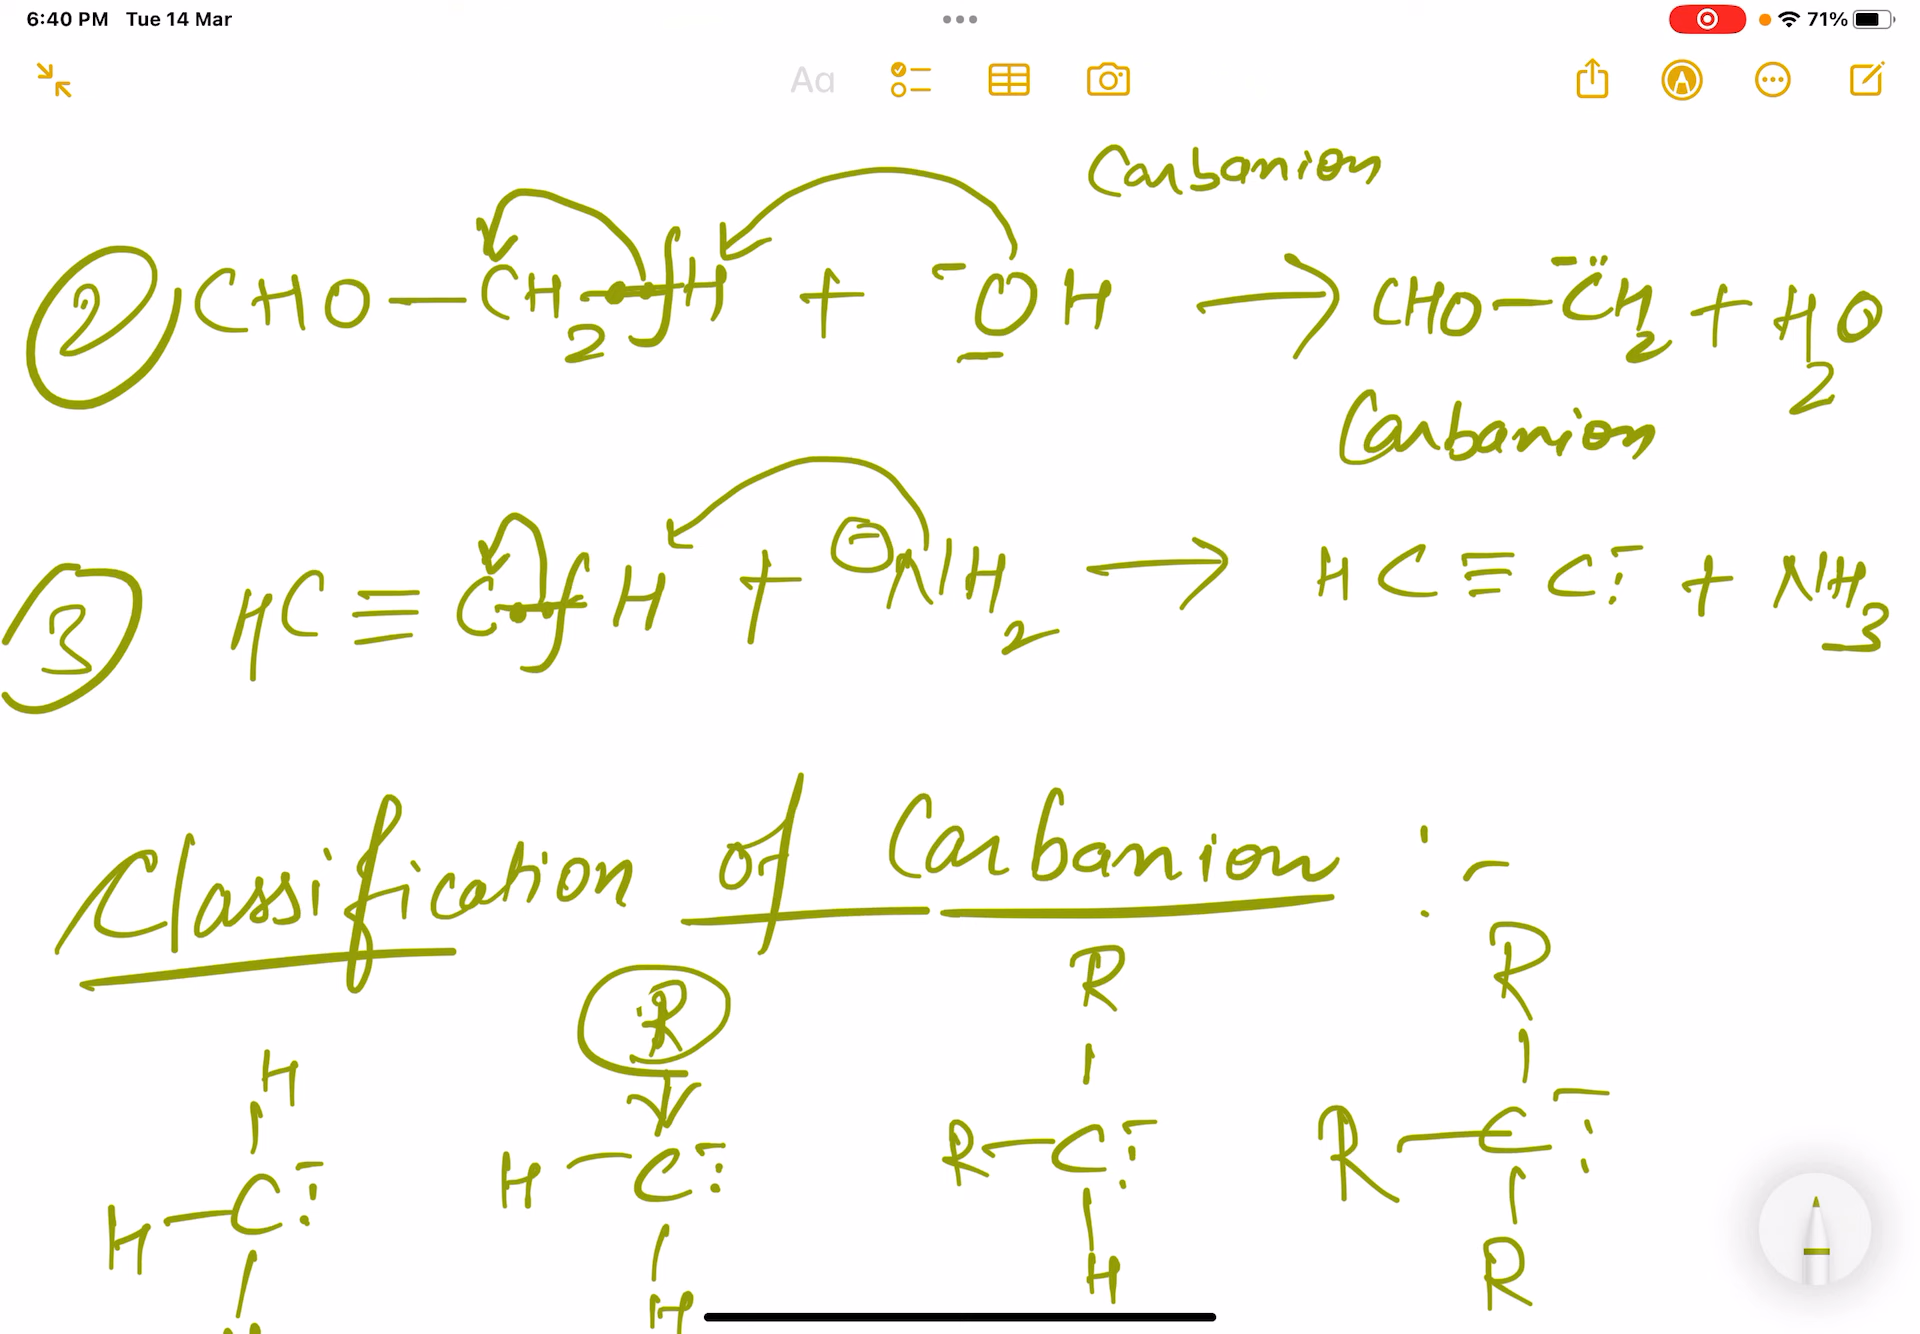 6:40 PM Tue 14 Mar
71%
Aa
Carbanion
2 CHO—CH₂—H + ⁻OH → CHO—C̈H₂⁻ + H₂O
Carbanion
3 HC≡C—H + ⊖NH₂ → HC≡C:⁻ + NH₃
Classification of Carbanion :-
R R R
H
H—C:⁻ H—C:⁻ R—C:⁻ R—C:⁻
H H R